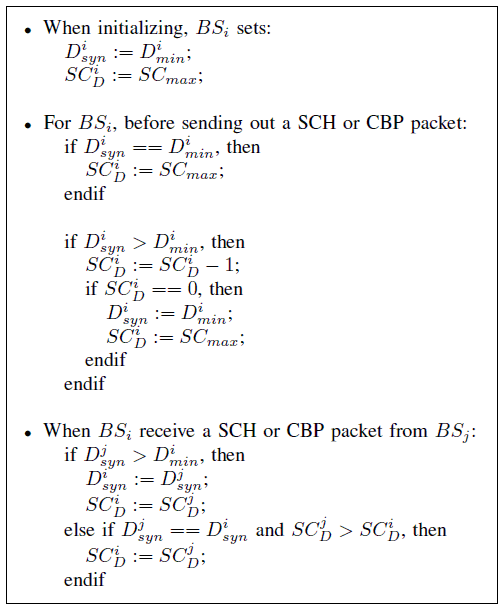 • When initializing, BS_i sets:
D^i_{syn} := D^i_{min};
SC^i_D := SC_{max};
• For BS_i, before sending out a SCH or CBP packet:
if D^i_{syn} == D^i_{min}, then
SC^i_D := SC_{max};
endif
if D^i_{syn} > D^i_{min}, then
SC^i_D := SC^i_D − 1;
if SC^i_D == 0, then
D^i_{syn} := D^i_{min};
SC^i_D := SC_{max};
endif
endif
• When BS_i receive a SCH or CBP packet from BS_j:
if D^j_{syn} > D^i_{min}, then
D^i_{syn} := D^j_{syn};
SC^i_D := SC^j_D;
else if D^j_{syn} == D^i_{syn} and SC^j_D > SC^i_D, then
SC^i_D := SC^j_D;
endif